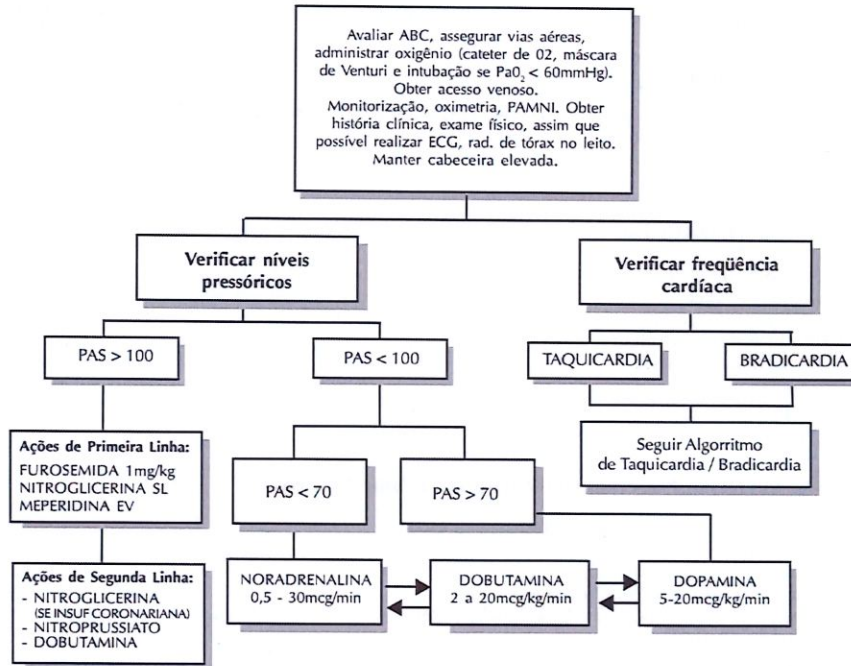 Avaliar ABC, assegurar vias aéreas,
administrar oxigênio (cateter de 02, máscara
de Venturi e intubação se Pa0₂ < 60mmHg).
Obter acesso venoso.
Monitorização, oximetria, PAMNI. Obter
história clínica, exame físico, assim que
possível realizar ECG, rad. de tórax no leito.
Manter cabeceira elevada.
Verificar níveis
pressóricos
Verificar freqüência
cardíaca
PAS > 100
PAS < 100
TAQUICARDIA
BRADICARDIA
Ações de Primeira Linha:
FUROSEMIDA 1mg/kg
NITROGLICERINA SL
MEPERIDINA EV
PAS < 70
PAS > 70
Seguir Algorritmo
de Taquicardia / Bradicardia
Ações de Segunda Linha:
- NITROGLICERINA
(SE INSUF CORONARIANA)
- NITROPRUSSIATO
- DOBUTAMINA
NORADRENALINA
0,5 - 30mcg/min
DOBUTAMINA
2 a 20mcg/kg/min
DOPAMINA
5-20mcg/kg/min